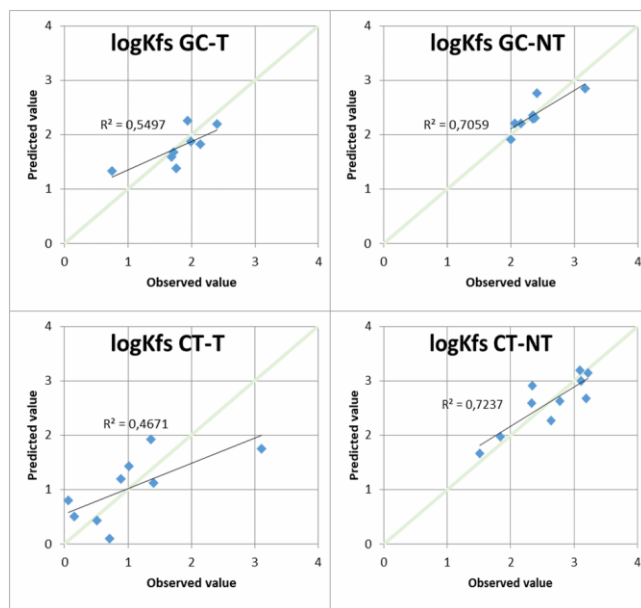 logKfs GC-T
4
3
2
1
0
Predicted value
R² = 0,5497
0 1 2 3 4
Observed value
logKfs GC-NT
4
3
2
1
0
Predicted value
R² = 0,7059
0 1 2 3 4
Observed value
logKfs CT-T
4
3
2
1
0
Predicted value
R² = 0,4671
0 1 2 3 4
Observed value
logKfs CT-NT
4
3
2
1
0
Predicted value
R² = 0,7237
0 1 2 3 4
Observed value